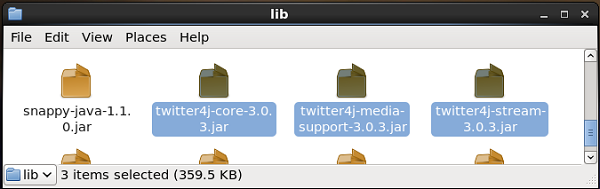 lib
File Edit View Places Help
snappy-java-1.1.
0.jar
twitter4j-core-3.0.
3.jar
twitter4j-media-
support-3.0.3.jar
twitter4j-stream-
3.0.3.jar
lib 3 items selected (359.5 KB)